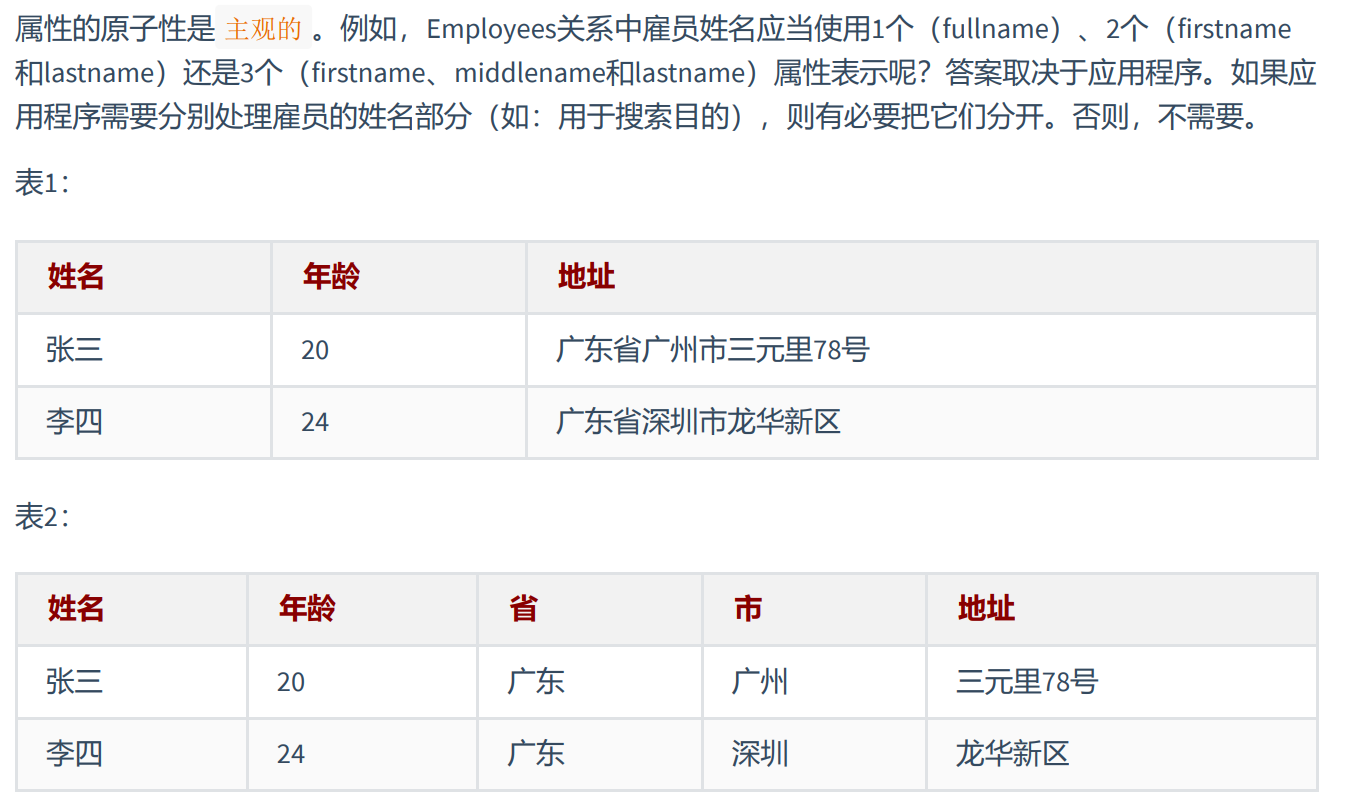 属性的原子性是 主观的 。例如，Employees关系中雇员姓名应当使用1个（fullname）、2个（firstname
和lastname）还是3个（firstname、middlename和lastname）属性表示呢？答案取决于应用程序。如果应
用程序需要分别处理雇员的姓名部分（如：用于搜索目的），则有必要把它们分开。否则，不需要。
表1：
姓名 年龄 地址
张三 20 广东省广州市三元里78号
李四 24 广东省深圳市龙华新区
表2：
姓名 年龄 省 市 地址
张三 20 广东 广州 三元里78号
李四 24 广东 深圳 龙华新区